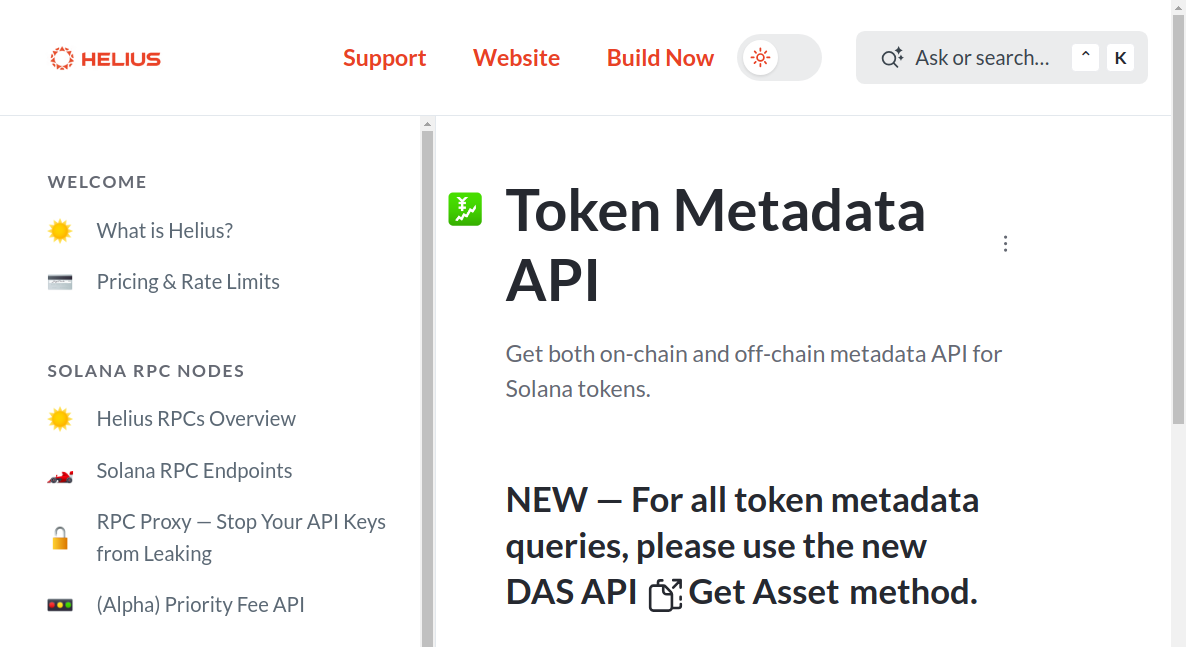 HELIUS
Support
Website
Build Now
Ask or search...
⌃
K
WELCOME
What is Helius?
Pricing & Rate Limits
SOLANA RPC NODES
Helius RPCs Overview
Solana RPC Endpoints
RPC Proxy — Stop Your API Keys
from Leaking
(Alpha) Priority Fee API
Token Metadata
API
Get both on-chain and off-chain metadata API for
Solana tokens.
NEW — For all token metadata
queries, please use the new
DAS API Get Asset method.